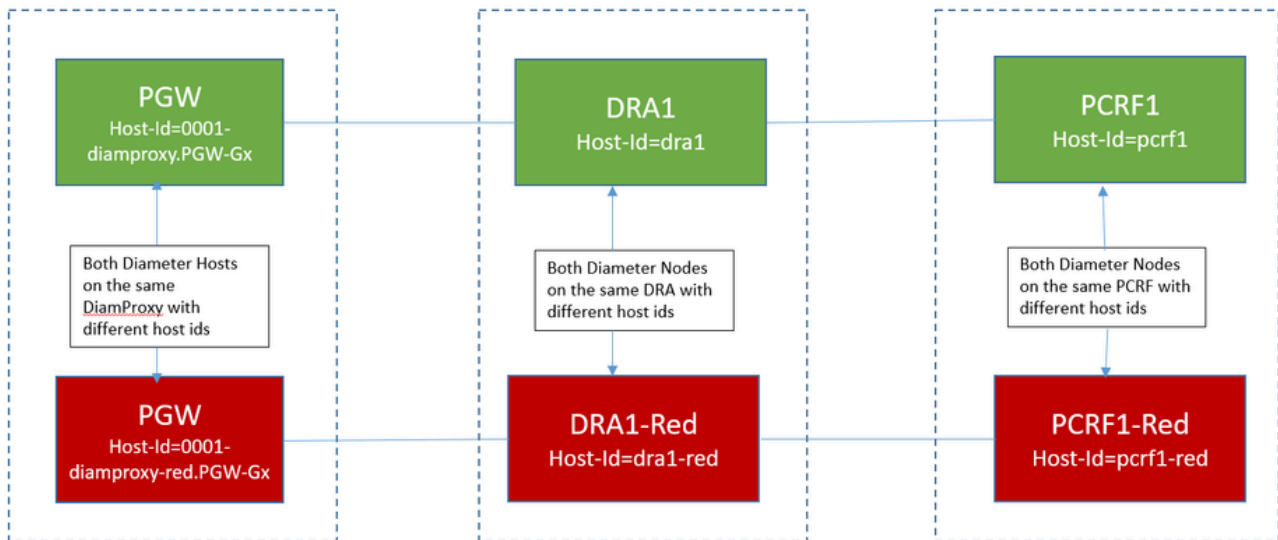 PGW
Host-Id=0001-
diamproxy.PGW-Gx
DRA1
Host-Id=dra1
PCRF1
Host-Id=pcrf1
Both Diameter Hosts
on the same
DiamProxy with
different host ids
Both Diameter Nodes
on the same DRA with
different host ids
Both Diameter Nodes
on the same PCRF with
different host ids
PGW
Host-Id=0001-
diamproxy-red.PGW-Gx
DRA1-Red
Host-Id=dra1-red
PCRF1-Red
Host-Id=pcrf1-red